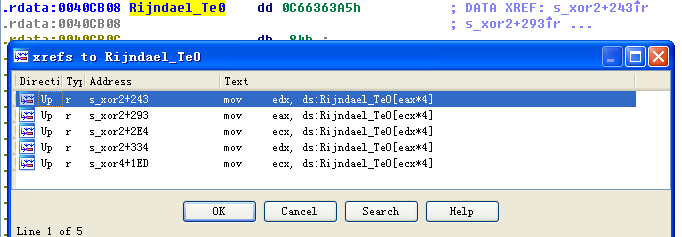 .rdata:0040CB08 Rijndael_Te0 dd 0C66363A5h ; DATA XREF: s_xor2+243↑r
.rdata:0040CB08 ; s_xor2+293↑r ...
xrefs to Rijndael_Te0
Directi Typ Address Text
Up r s_xor2+243 mov edx, ds:Rijndael_Te0[eax*4]
Up r s_xor2+293 mov eax, ds:Rijndael_Te0[eax*4]
Up r s_xor2+2E4 mov ecx, ds:Rijndael_Te0[ecx*4]
Up r s_xor2+334 mov edx, ds:Rijndael_Te0[ecx*4]
Up r s_xor4+1ED mov ecx, ds:Rijndael_Te0[ecx*4]
OK Cancel Search Help
Line 1 of 5